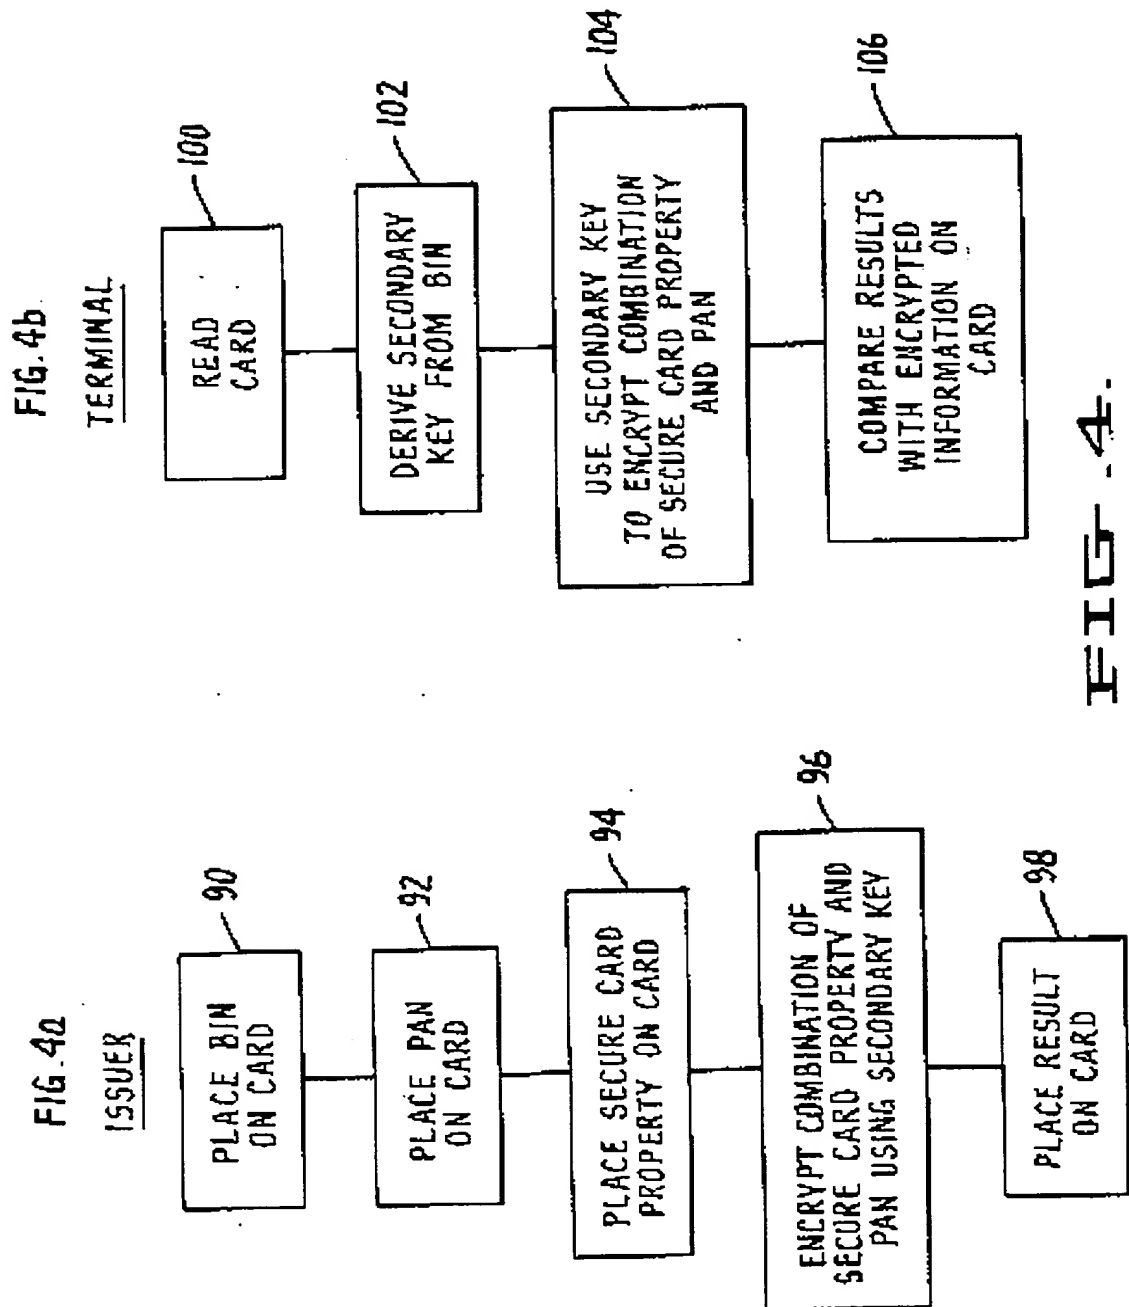 FIG.4a
ISSUER
PLACE BIN
ON CARD
90
PLACE PAN
ON CARD
92
PLACE SECURE CARD
PROPERTY ON CARD
94
ENCRYPT COMBINATION OF
SECURE CARD PROPERTY AND
PAN USING SECONDARY KEY
96
PLACE RESULT
ON CARD
98
FIG.4b
TERMINAL
READ
CARD
100
DERIVE SECONDARY
KEY FROM BIN
102
USE SECONDARY KEY
TO ENCRYPT COMBINATION
OF SECURE CARD PROPERTY
AND PAN
104
COMPARE RESULTS
WITH ENCRYPTED
INFORMATION ON
CARD
106
FIG.4.